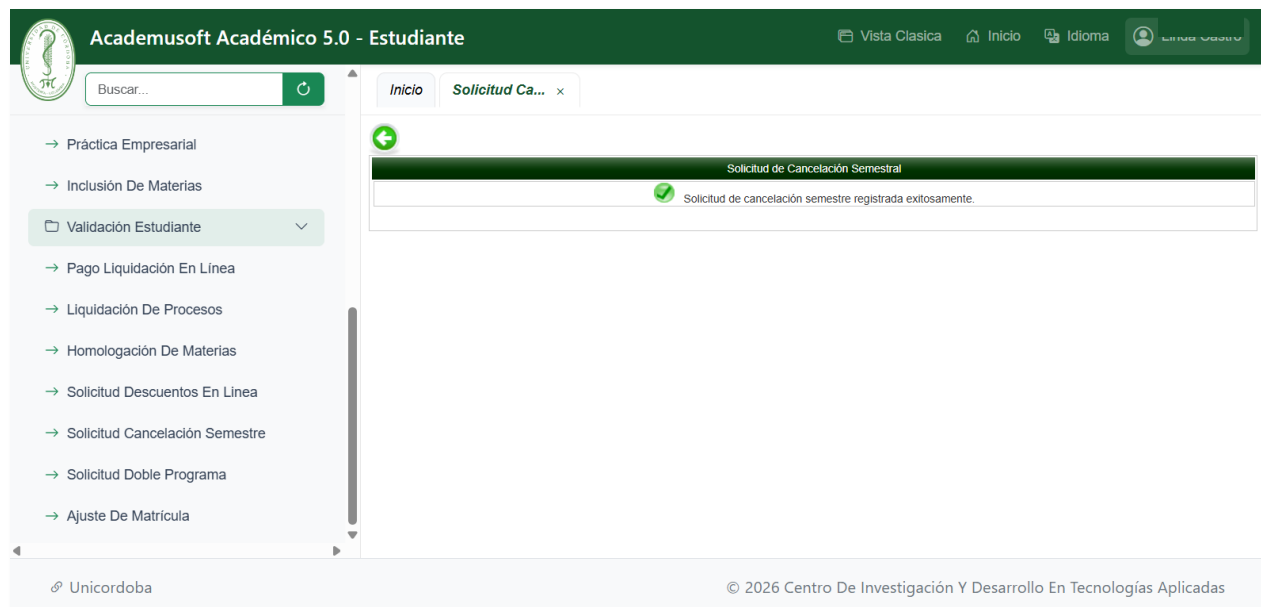 Academusoft Académico 5.0 - Estudiante
Vista Clasica
Inicio
Idioma
Buscar...
Práctica Empresarial
Inclusión De Materias
Validación Estudiante
Pago Liquidación En Línea
Liquidación De Procesos
Homologación De Materias
Solicitud Descuentos En Linea
Solicitud Cancelación Semestre
Solicitud Doble Programa
Ajuste De Matrícula
Inicio
Solicitud Ca... ×
Solicitud de Cancelación Semestral
Solicitud de cancelación semestre registrada exitosamente.
Unicordoba
© 2026 Centro De Investigación Y Desarrollo En Tecnologías Aplicadas